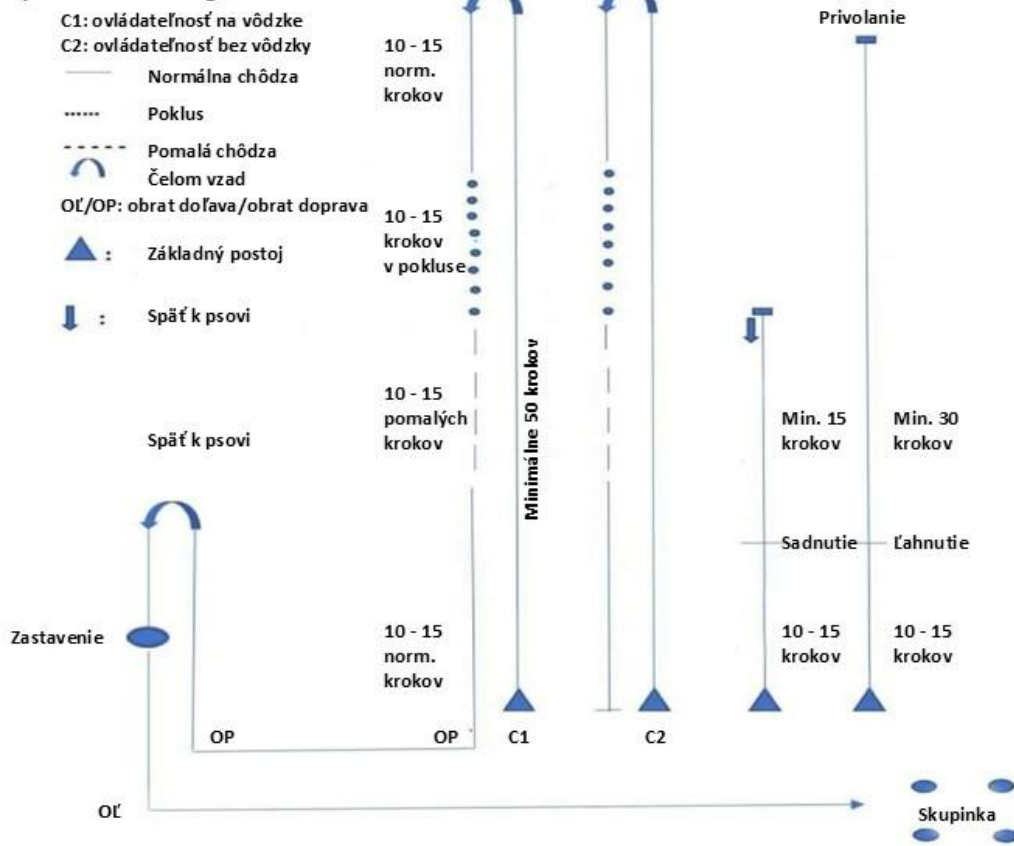 C1: ovládateľnosť na vôdzke
C2: ovládateľnosť bez vôdzky
Normálna chôdza
Poklus
Pomalá chôdza
Čelom vzad
OĽ/OP: obrat doľava/obrat doprava
: Základný postoj
: Späť k psovi
Späť k psovi
Zastavenie
OP
OP
OĽ
10 - 15
norm.
krokov
10 - 15
krokov
v pokluse
10 - 15
pomalých
krokov
10 - 15
norm.
krokov
Minimálne 50 krokov
C1
C2
Privolanie
Min. 15
krokov
Min. 30
krokov
Sadnutie
Ľahnutie
10 - 15
krokov
10 - 15
krokov
Skupinka